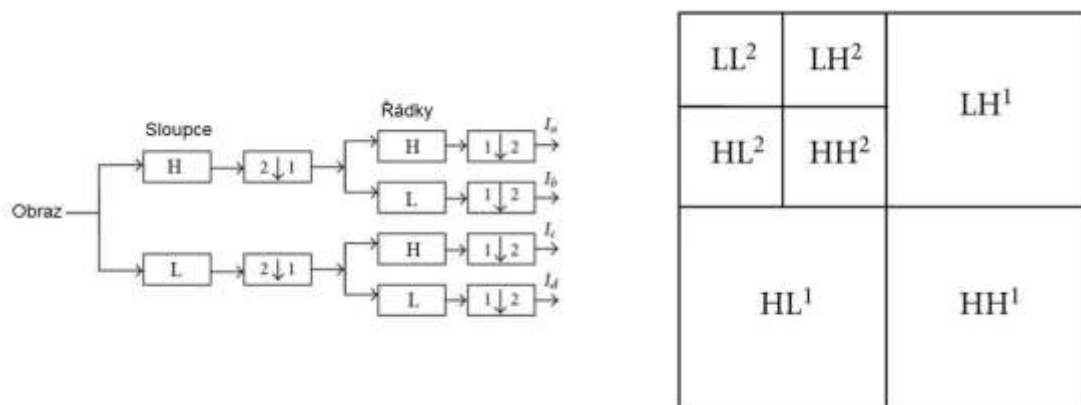 Řádky
Sloupce
H 2↓1 H 1↓2 Iₐ
L 1↓2 I_b
Obraz
L 2↓1 H 1↓2 I_c
L 1↓2 I_d
LL² LH² LH¹
HL² HH²
HL¹ HH¹